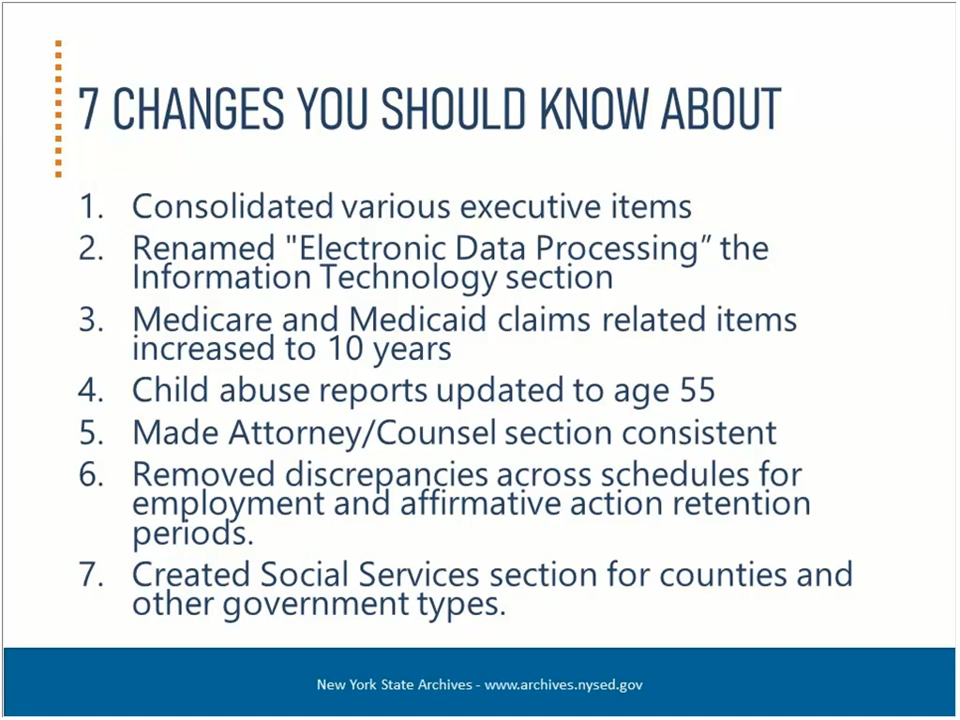 7 CHANGES YOU SHOULD KNOW ABOUT
1. Consolidated various executive items
2. Renamed "Electronic Data Processing” the
Information Technology section
3. Medicare and Medicaid claims related items
increased to 10 years
4. Child abuse reports updated to age 55
5. Made Attorney/Counsel section consistent
6. Removed discrepancies across schedules for
employment and affirmative action retention
periods.
7. Created Social Services section for counties and
other government types.
New York State Archives - www.archives.nysed.gov